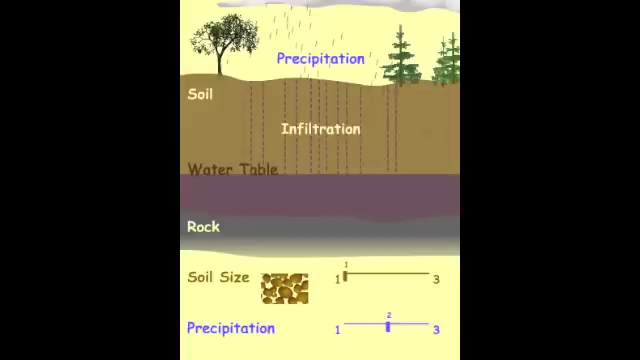 Precipitation
Soil
Infiltration
Water Table
Rock
Soil Size
1
1
3
Precipitation
2
1
3